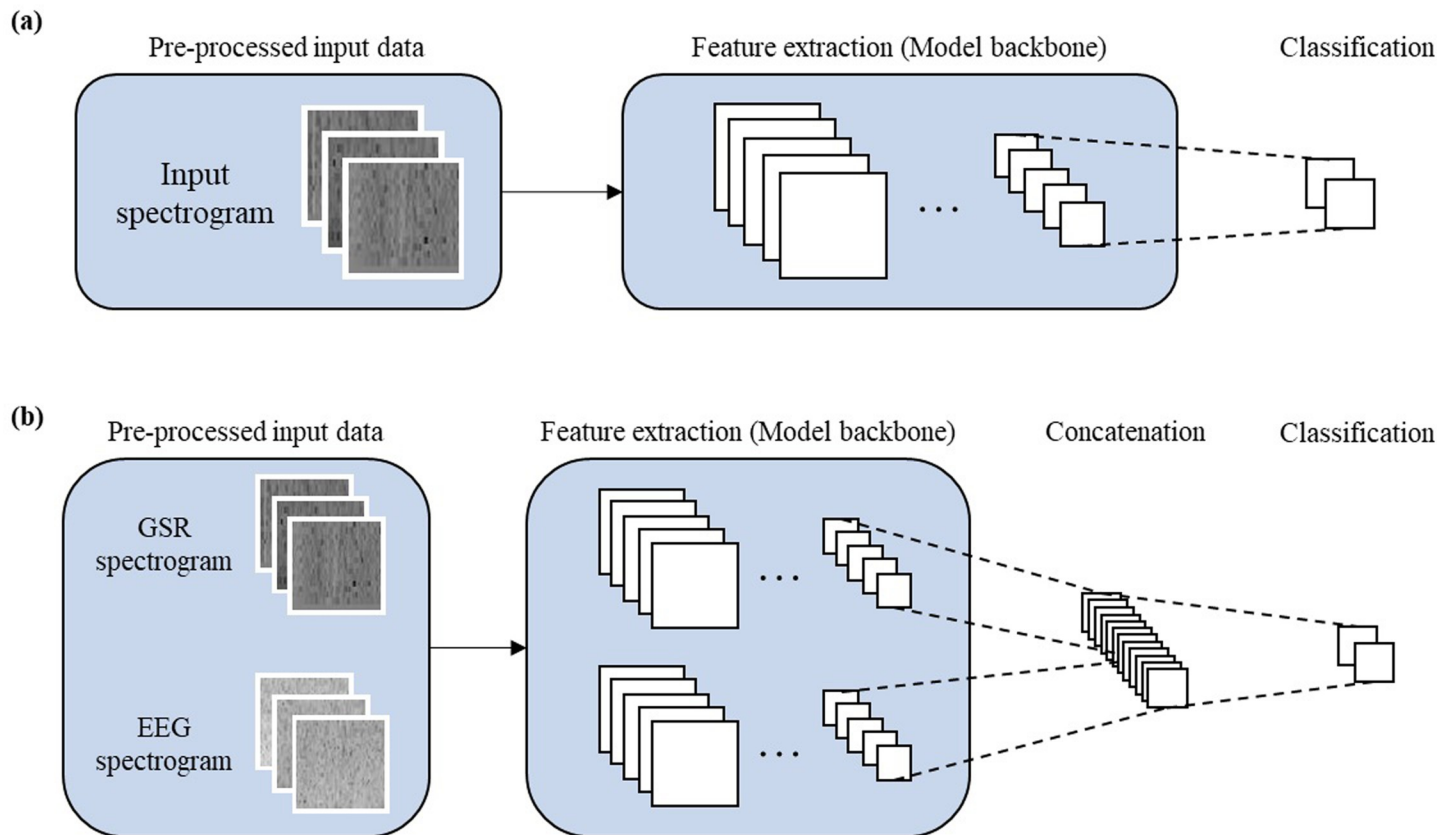 (a)
Pre-processed input data
Feature extraction (Model backbone)
Classification
Input
spectrogram
...
(b)
Pre-processed input data
Feature extraction (Model backbone)
Concatenation
Classification
GSR
spectrogram
...
EEG
spectrogram
...